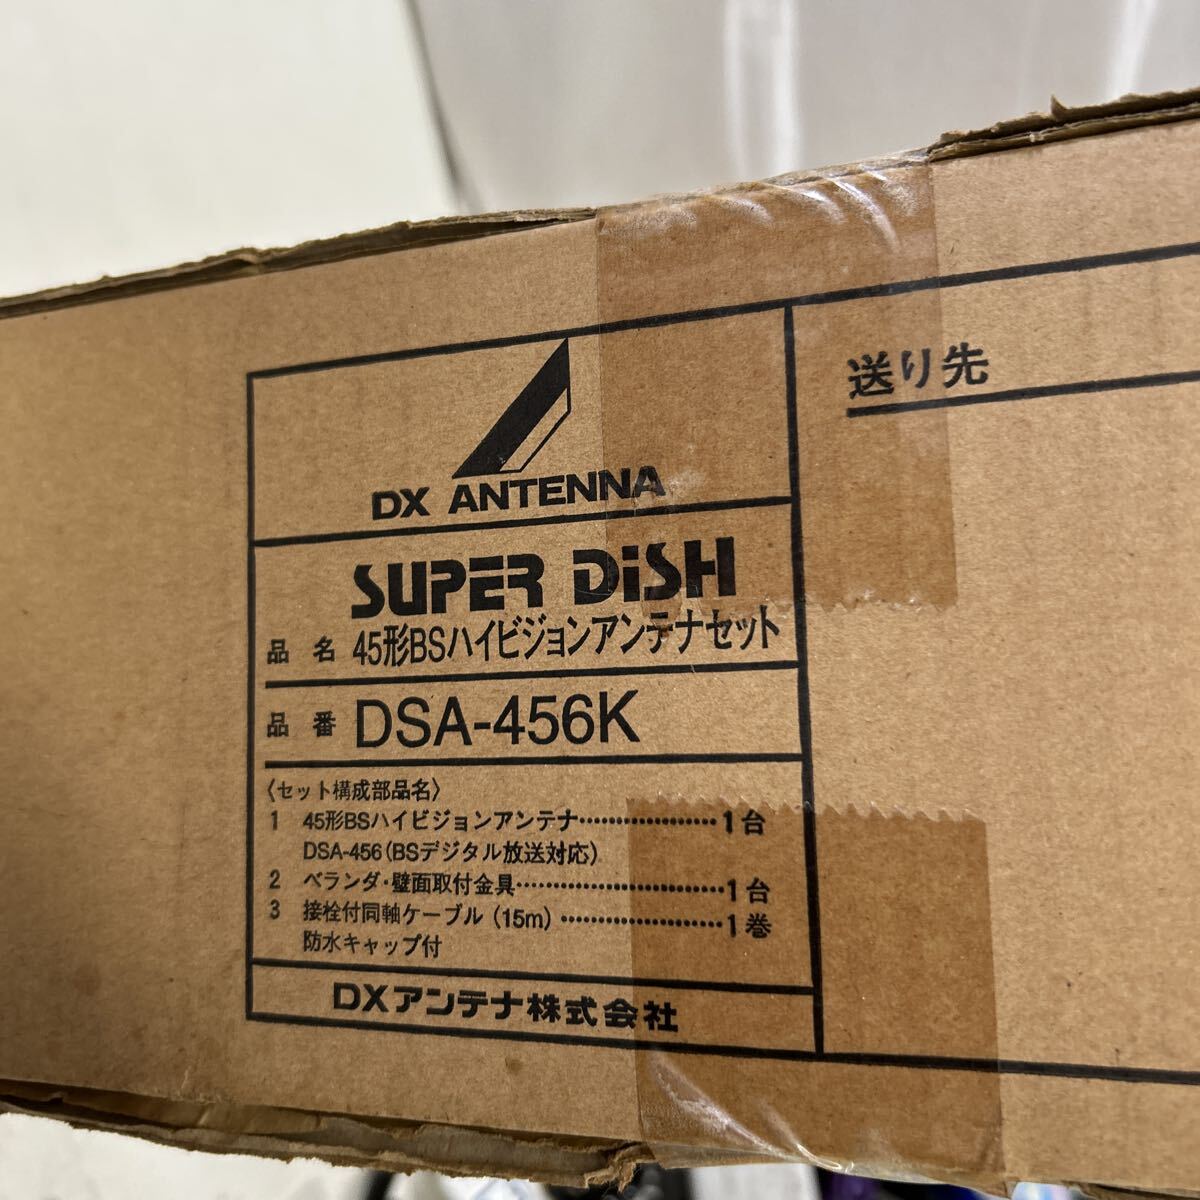 DX ANTENNA
SUPER DiSH
品名 45形BSハイビジョンアンテナセット
品番 DSA-456K
〈セット構成部品名〉
1 45形BSハイビジョンアンテナ………………1台
DSA-456(BSデジタル放送対応)
2 ベランダ・壁面取付金具………………………1台
3 接栓付同軸ケーブル(15m)…………………1巻
防水キャップ付
DXアンテナ株式会社
送り先